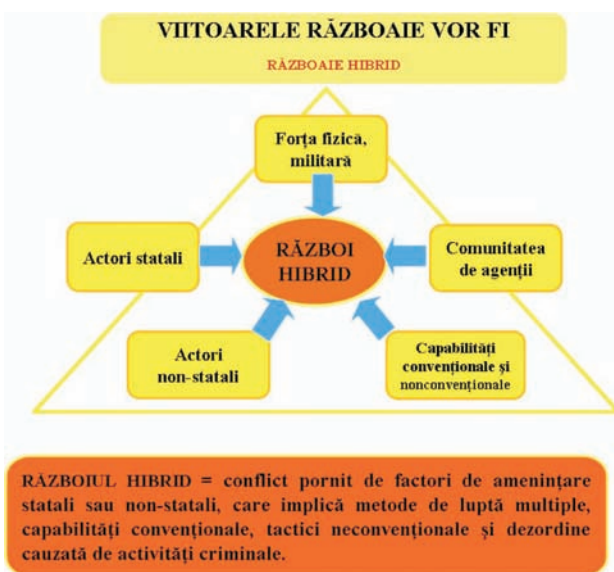 VIITOARELE RĂZBOAIE VOR FI
RĂZBOAIE HIBRID
Forța fizică,
militară
Actori statali
RĂZBOI
HIBRID
Comunitatea
de agenții
Actori
non-statali
Capabilități
convenționale și
nonconvenționale
RĂZBOIUL HIBRID = conflict pornit de factori de amenințare
statali sau non-statali, care implică metode de luptă multiple,
capabilități convenționale, tactici neconvenționale și dezordine
cauzată de activități criminale.